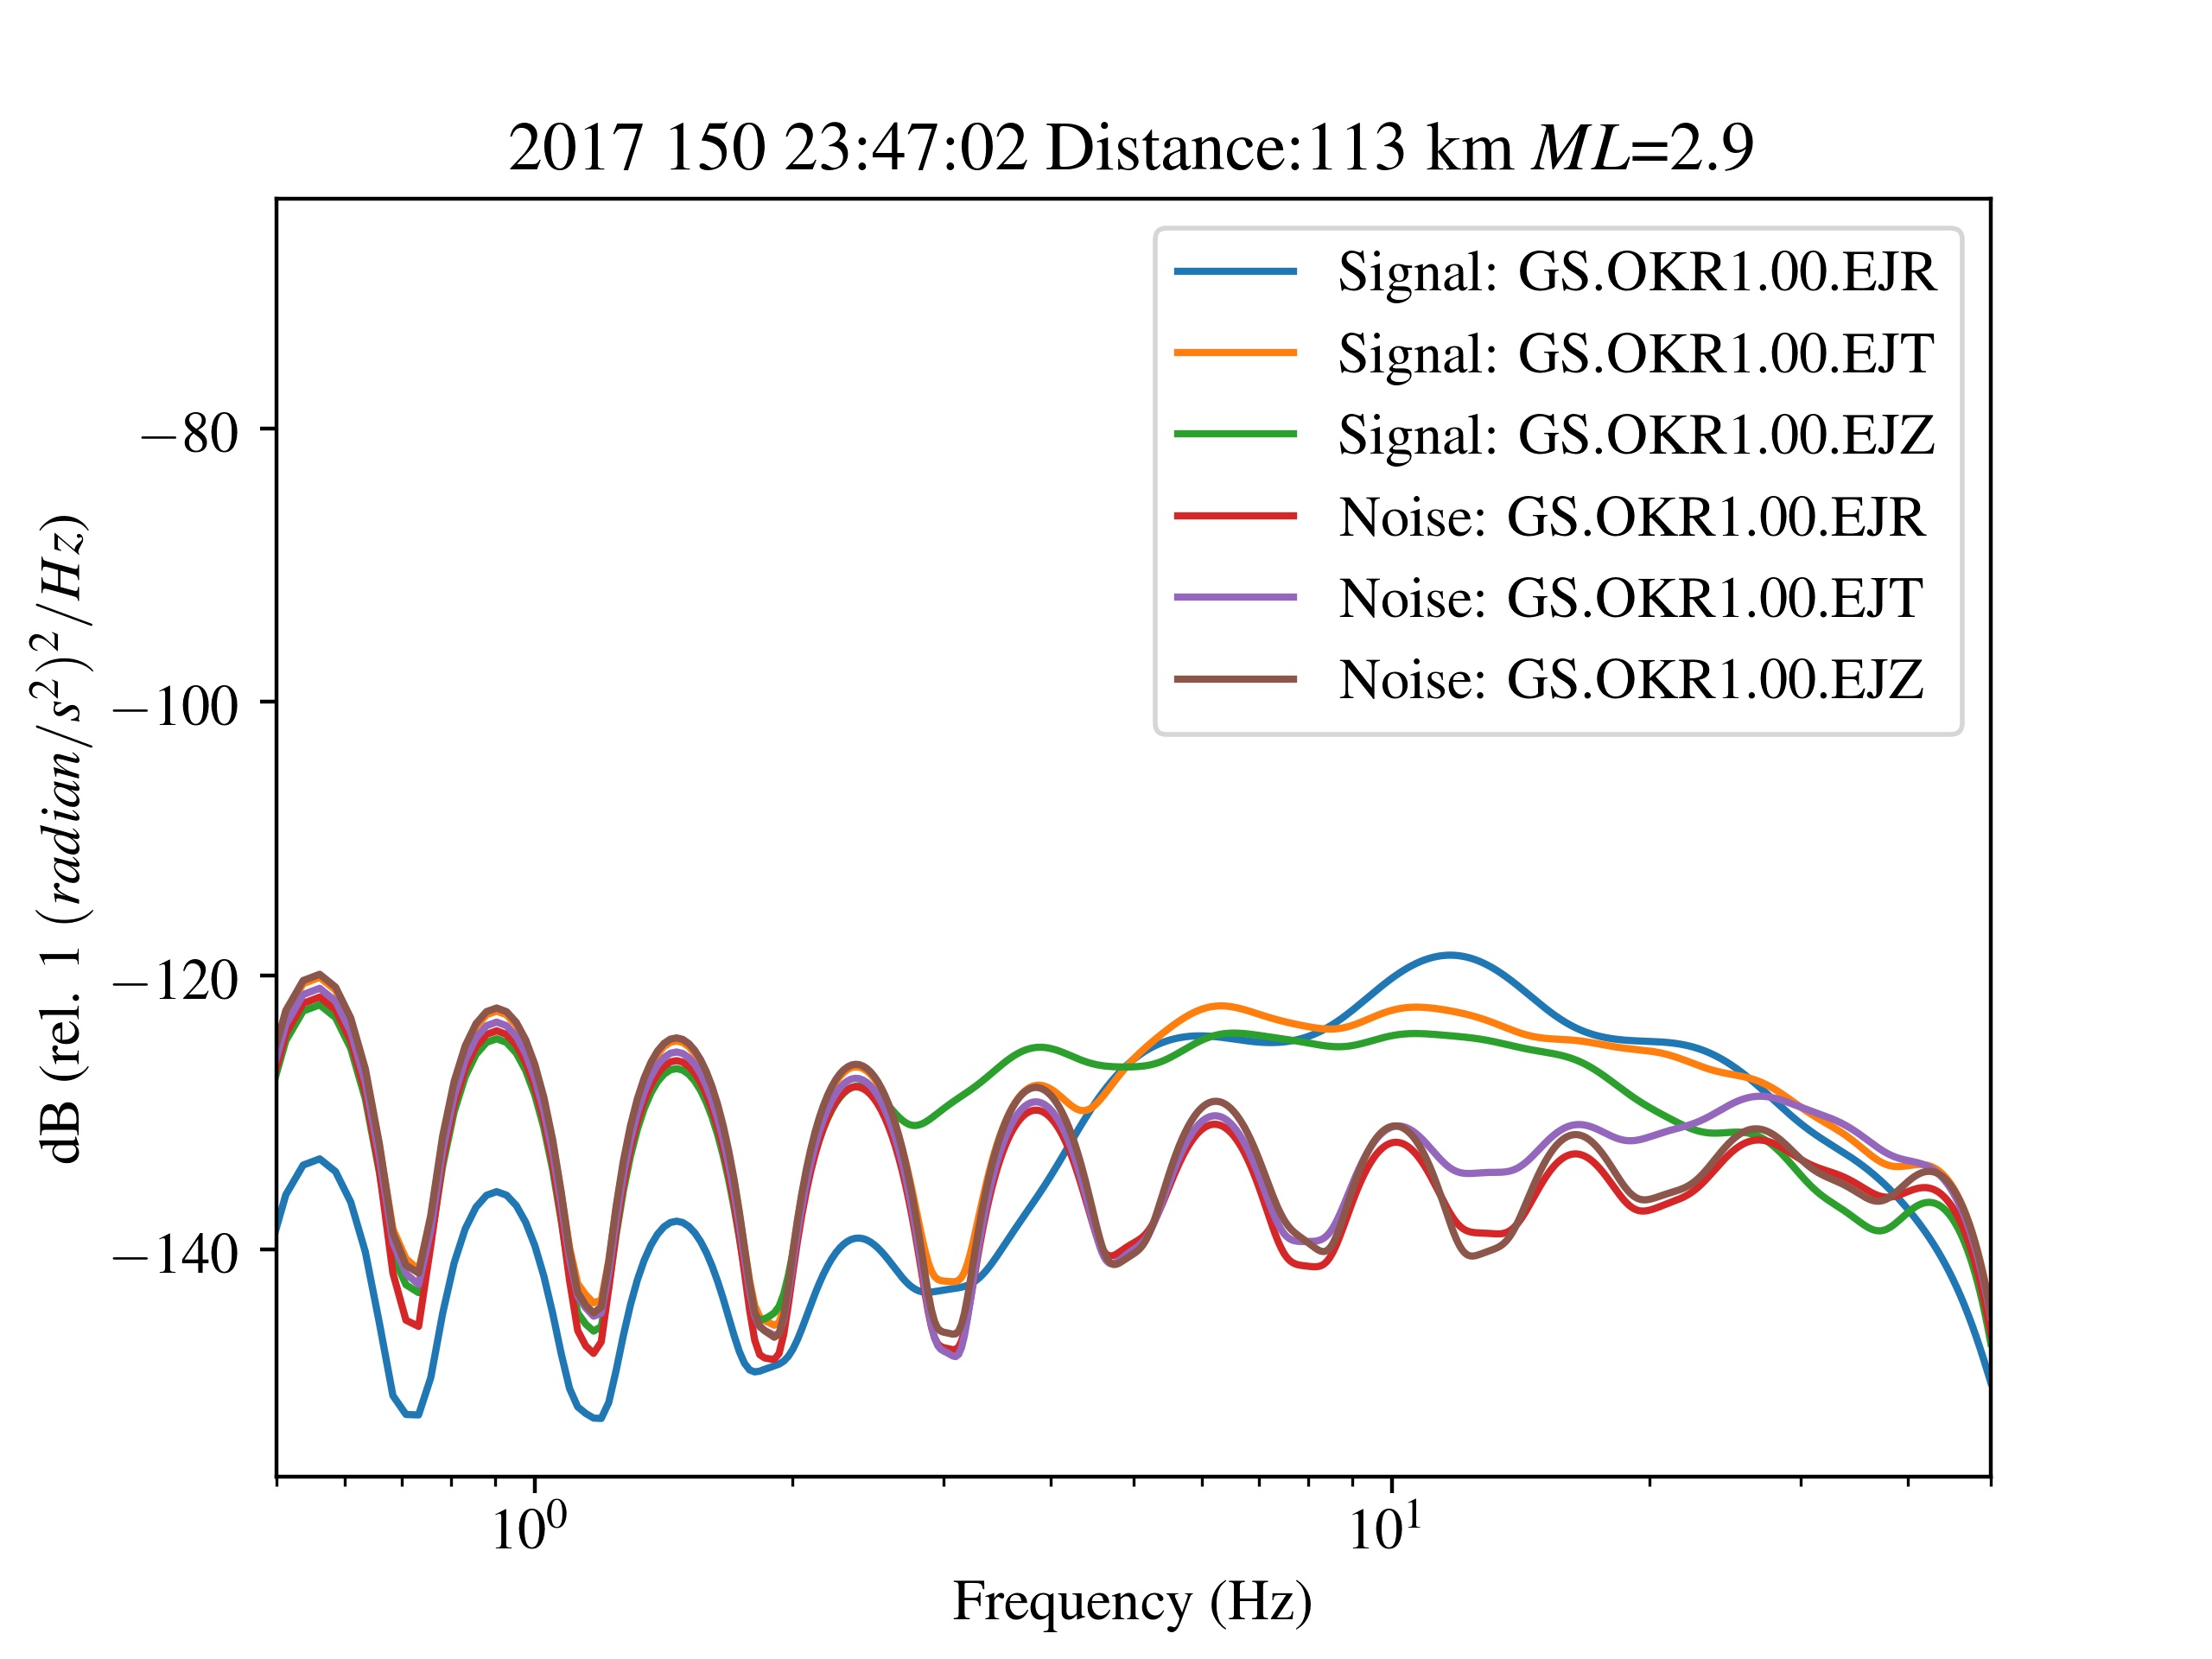 2017 150 23:47:02 Distance:113 km ML=2.9
Signal: GS.OKR1.00.EJR
Signal: GS.OKR1.00.EJT
Signal: GS.OKR1.00.EJZ
Noise: GS.OKR1.00.EJR
Noise: GS.OKR1.00.EJT
Noise: GS.OKR1.00.EJZ
−80
−100
−120
−140
dB (rel. 1 (radian/s²)²/Hz)
10⁰
10¹
Frequency (Hz)